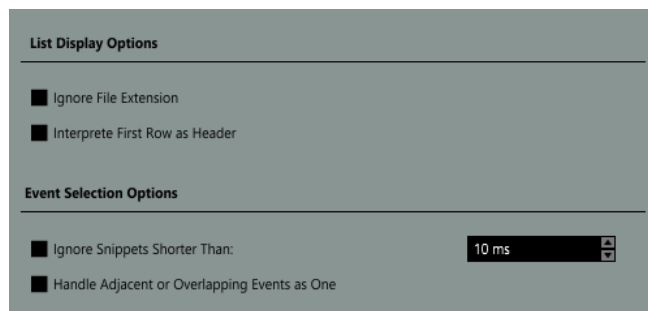 List Display Options
Ignore File Extension
Interprete First Row as Header
Event Selection Options
Ignore Snippets Shorter Than: 10 ms
Handle Adjacent or Overlapping Events as One